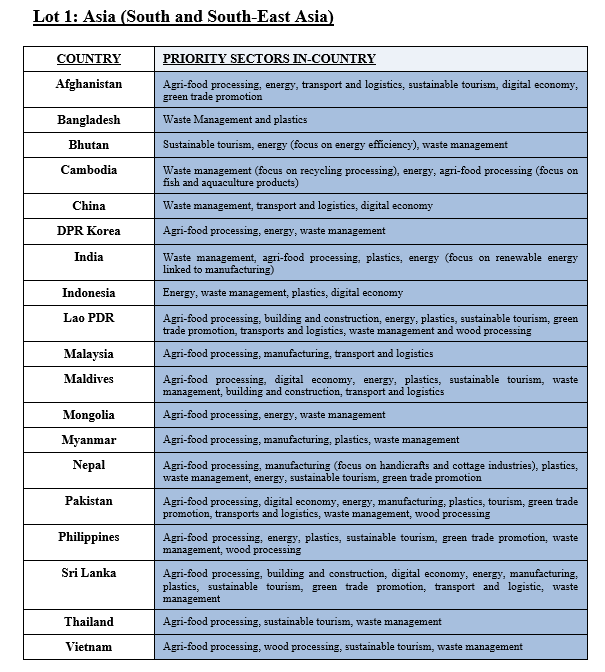 Lot 1: Asia (South and South-East Asia)
COUNTRY PRIORITY SECTORS IN-COUNTRY
Afghanistan Agri-food processing, energy, transport and logistics, sustainable tourism, digital economy,
green trade promotion
Bangladesh Waste Management and plastics
Bhutan Sustainable tourism, energy (focus on energy efficiency), waste management
Cambodia Waste management (focus on recycling processing), energy, agri-food processing (focus on
fish and aquaculture products)
China Waste management, transport and logistics, digital economy
DPR Korea Agri-food processing, energy, waste management
India Waste management, agri-food processing, plastics, energy (focus on renewable energy
linked to manufacturing)
Indonesia Energy, waste management, plastics, digital economy
Lao PDR Agri-food processing, building and construction, energy, plastics, sustainable tourism, green
trade promotion, transports and logistics, waste management and wood processing
Malaysia Agri-food processing, manufacturing, transport and logistics
Maldives Agri-food processing, digital economy, energy, plastics, sustainable tourism, waste
management, building and construction, transport and logistics
Mongolia Agri-food processing, energy, waste management
Myanmar Agri-food processing, manufacturing, plastics, waste management
Nepal Agri-food processing, manufacturing (focus on handicrafts and cottage industries), plastics,
waste management, energy, sustainable tourism, green trade promotion
Pakistan Agri-food processing, digital economy, energy, manufacturing, plastics, tourism, green trade
promotion, transports and logistics, waste management, wood processing
Philippines Agri-food processing, energy, plastics, sustainable tourism, green trade promotion, waste
management, wood processing
Sri Lanka Agri-food processing, building and construction, digital economy, energy, manufacturing,
plastics, sustainable tourism, green trade promotion, transport and logistic, waste
management
Thailand Agri-food processing, sustainable tourism, waste management
Vietnam Agri-food processing, wood processing, sustainable tourism, waste management